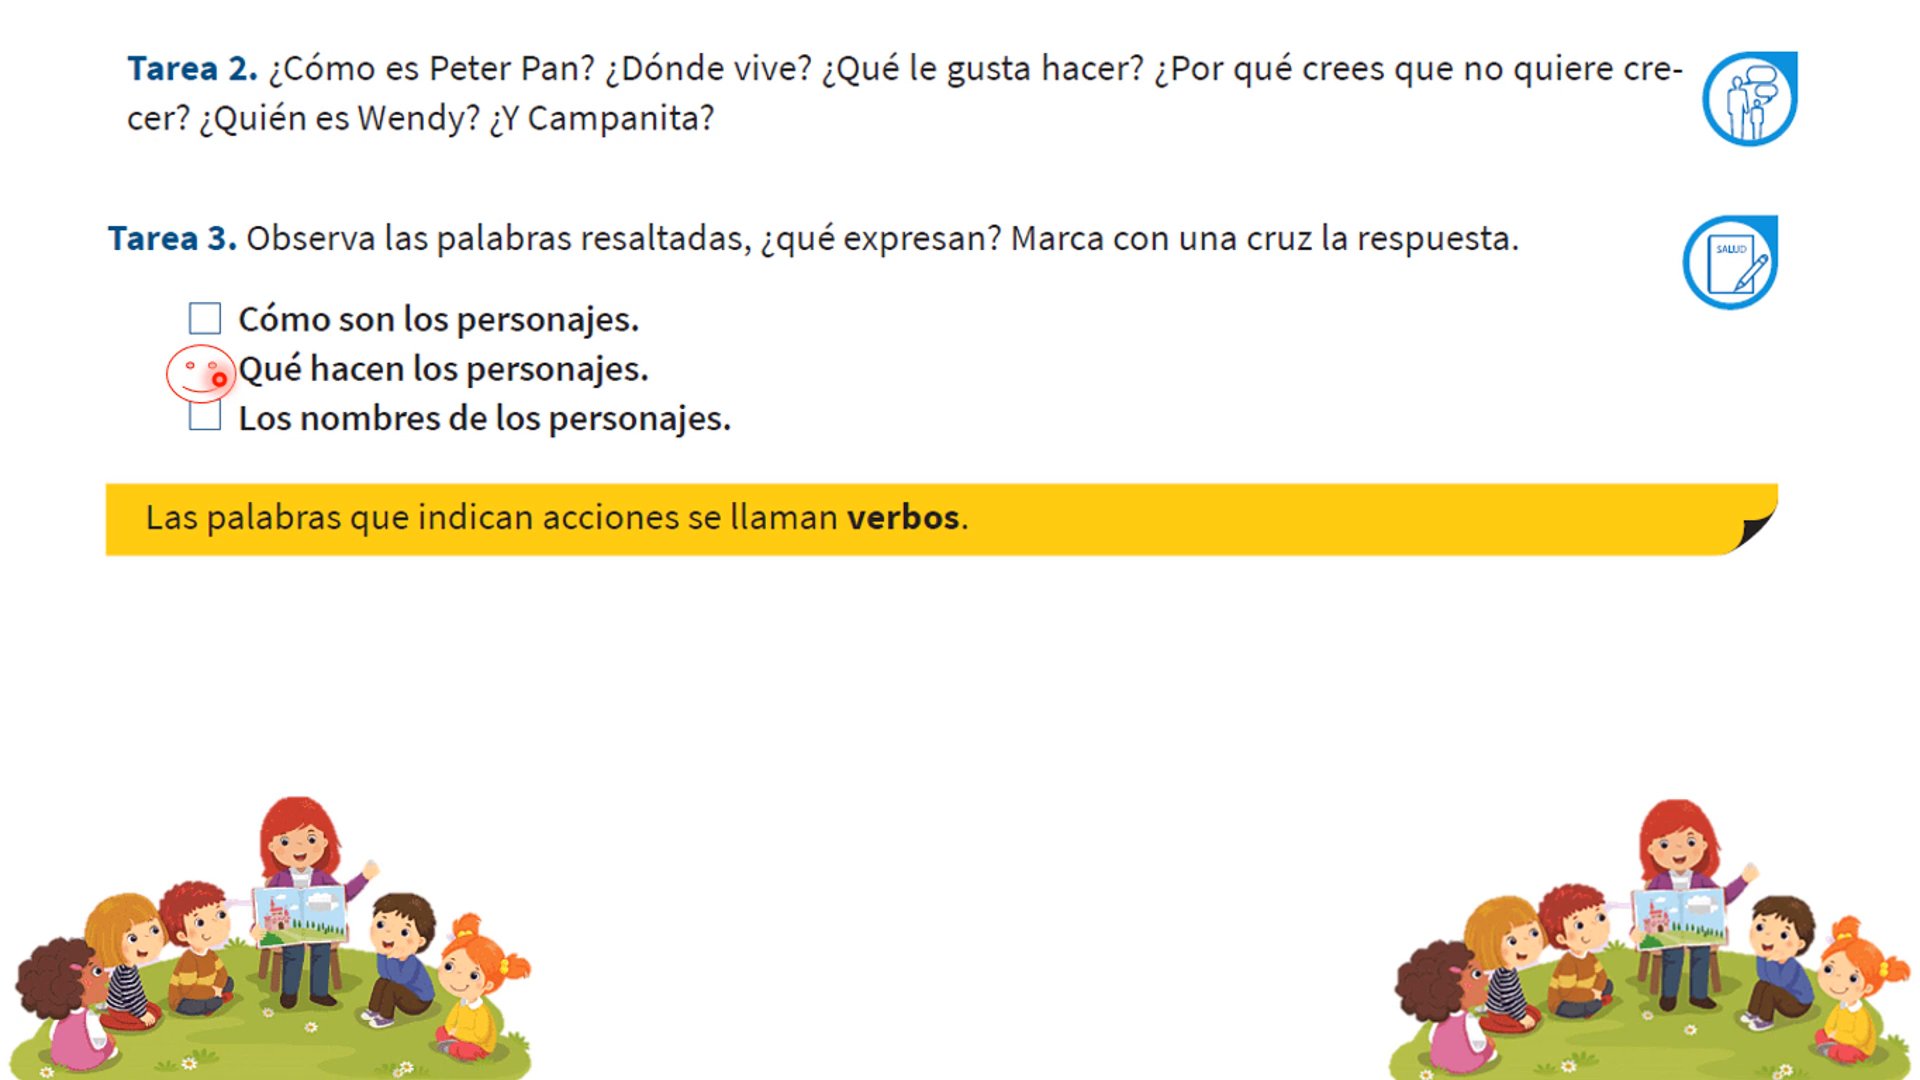 Tarea 2. ¿Cómo es Peter Pan? ¿Dónde vive? ¿Qué le gusta hacer? ¿Por qué crees que no quiere cre-
cer? ¿Quién es Wendy? ¿Y Campanita?
Tarea 3. Observa las palabras resaltadas, ¿qué expresan? Marca con una cruz la respuesta.
SALUD
Cómo son los personajes.
Qué hacen los personajes.
Los nombres de los personajes.
Las palabras que indican acciones se llaman verbos.